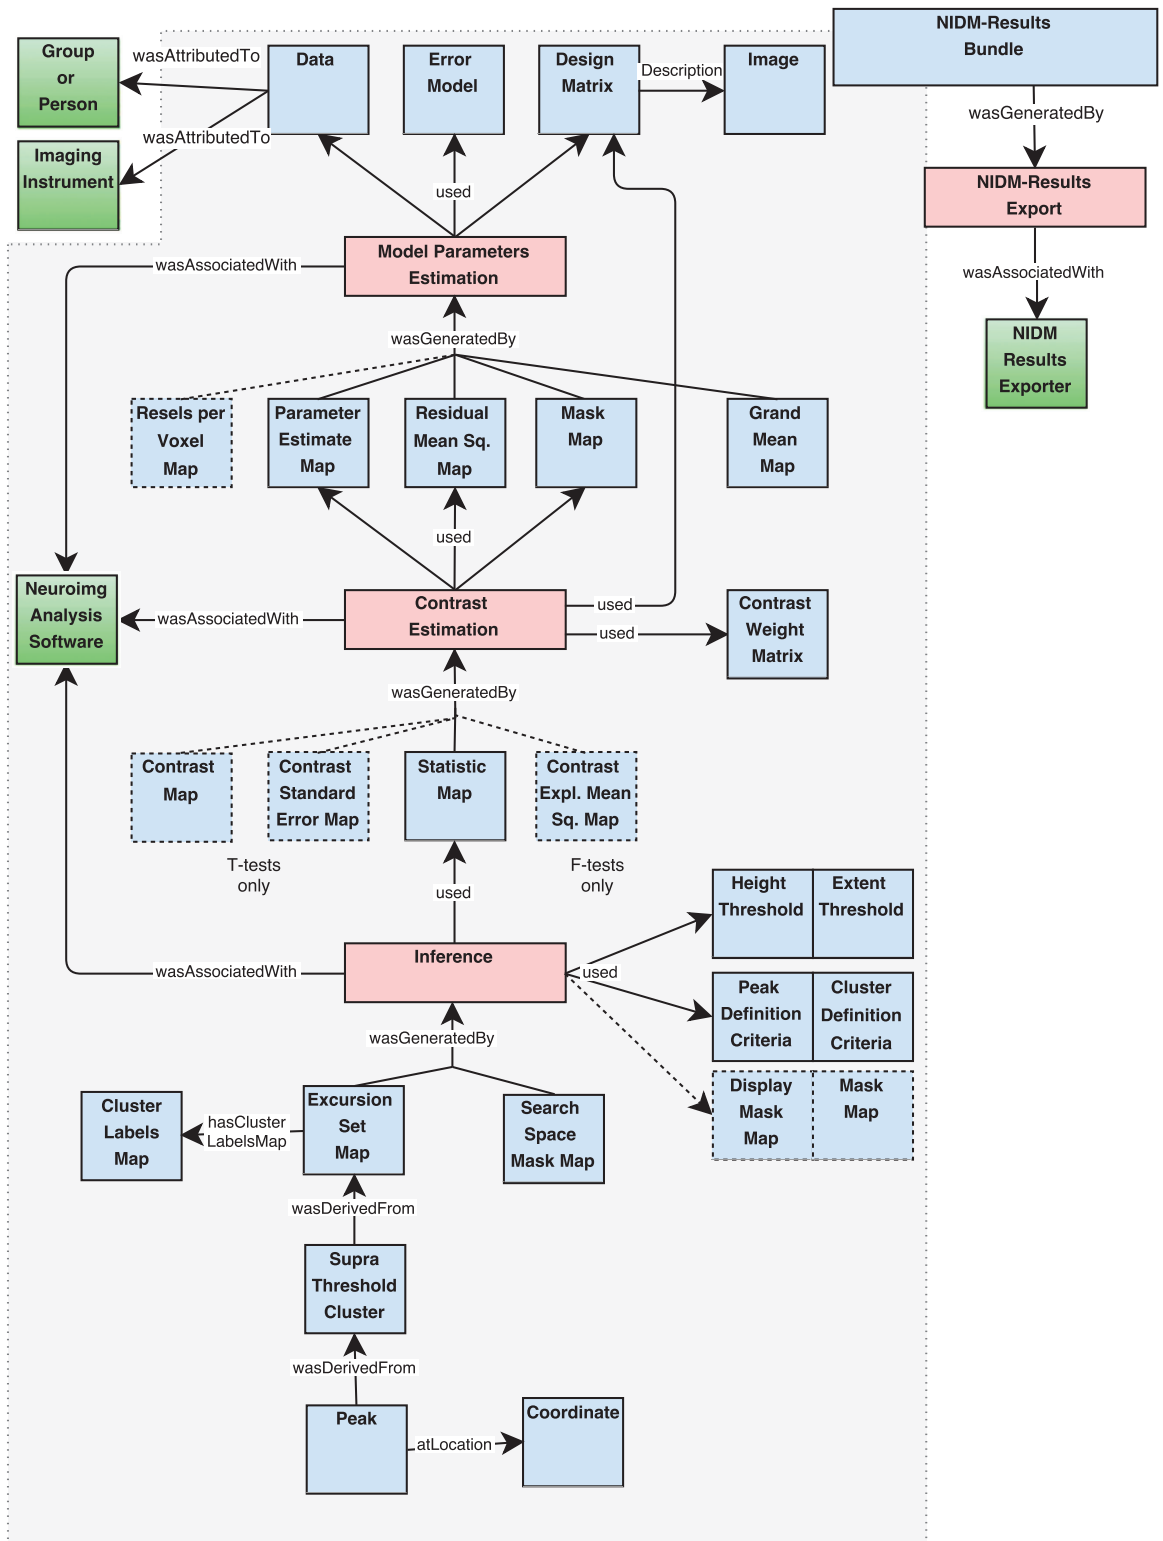 NIDM-Results
Bundle
wasGeneratedBy
NIDM-Results
Export
wasAssociatedWith
NIDM
Results
Exporter
Group
or
Person
wasAttributedTo
Imaging
Instrument
wasAttributedTo
Data
Error
Model
Design
Matrix
Description
Image
used
Model Parameters
Estimation
wasAssociatedWith
wasGeneratedBy
Resels per
Voxel
Map
Parameter
Estimate
Map
Residual
Mean Sq.
Map
Mask
Map
Grand
Mean
Map
used
Neuroimg
Analysis
Software
wasAssociatedWith
Contrast
Estimation
used
used
Contrast
Weight
Matrix
wasGeneratedBy
Contrast
Map
Contrast
Standard
Error Map
Statistic
Map
Contrast
Expl. Mean
Sq. Map
T-tests
only
F-tests
only
used
Height
Threshold
Extent
Threshold
wasAssociatedWith
Inference
used
Peak
Definition
Criteria
Cluster
Definition
Criteria
Display
Mask
Map
Mask
Map
wasGeneratedBy
Cluster
Labels
Map
hasCluster
LabelsMap
Excursion
Set
Map
Search
Space
Mask Map
wasDerivedFrom
Supra
Threshold
Cluster
wasDerivedFrom
Peak
atLocation
Coordinate